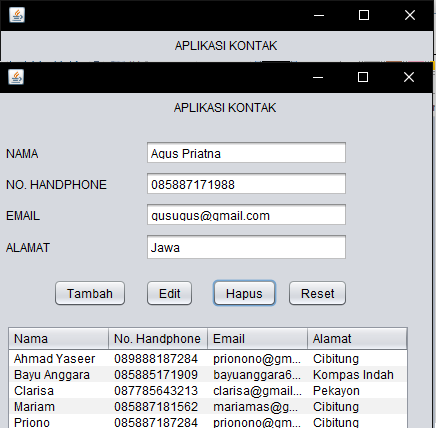 APLIKASI KONTAK
APLIKASI KONTAK
NAMA Agus Priatna
NO. HANDPHONE 085887171988
EMAIL gusugus@gmail.com
ALAMAT Jawa
Tambah Edit Hapus Reset
Nama No. Handphone Email Alamat
Ahmad Yaseer 089888187284 prionono@gm... Cibitung
Bayu Anggara 085885171909 bayuanggara6... Kompas Indah
Clarisa 087785643213 clarisa@gmail... Pekayon
Mariam 085887181562 mariamas@g... Cibitung
Priono 085887187284 prionono@gm... Cibitung